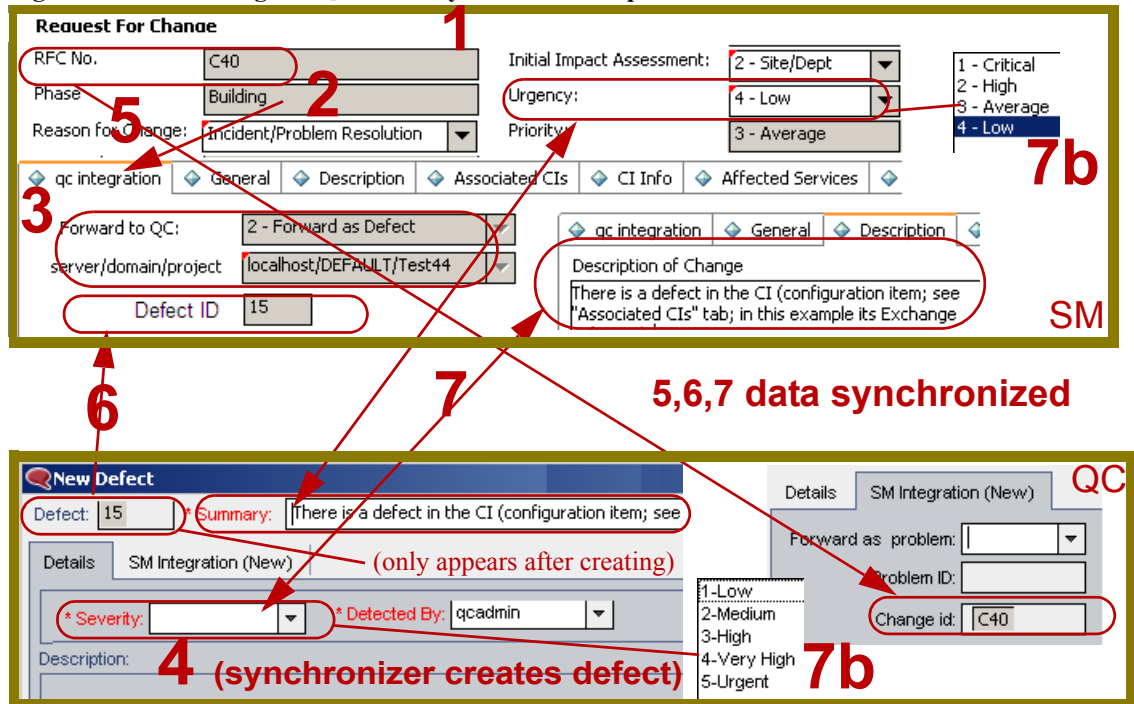 Request For Change
1
RFC No. C40
Initial Impact Assessment: 2 - Site/Dept
1 - Critical
2 - High
3 - Average
4 - Low
Phase Building
2
5
Urgency: 4 - Low
Reason for Change: Incident/Problem Resolution
Priority: 3 - Average
7b
qc integration General Description Associated CIs CI Info Affected Services
3
Forward to QC: 2 - Forward as Defect
server/domain/project localhost/DEFAULT/Test44
Defect ID 15
qc integration General Description
Description of Change
There is a defect in the CI (configuration item; see
"Associated CIs" tab; in this example its Exchange
SM
6
7
5,6,7 data synchronized
New Defect
Defect: 15 * Summary: There is a defect in the CI (configuration item; see
(only appears after creating)
Details SM Integration (New)
* Severity: * Detected By: qcadmin
Description:
4 (synchronizer creates defect)
1-Low
2-Medium
3-High
4-Very High
5-Urgent
7b
QC
Details SM Integration (New)
Forward as problem:
Problem ID:
Change id: C40